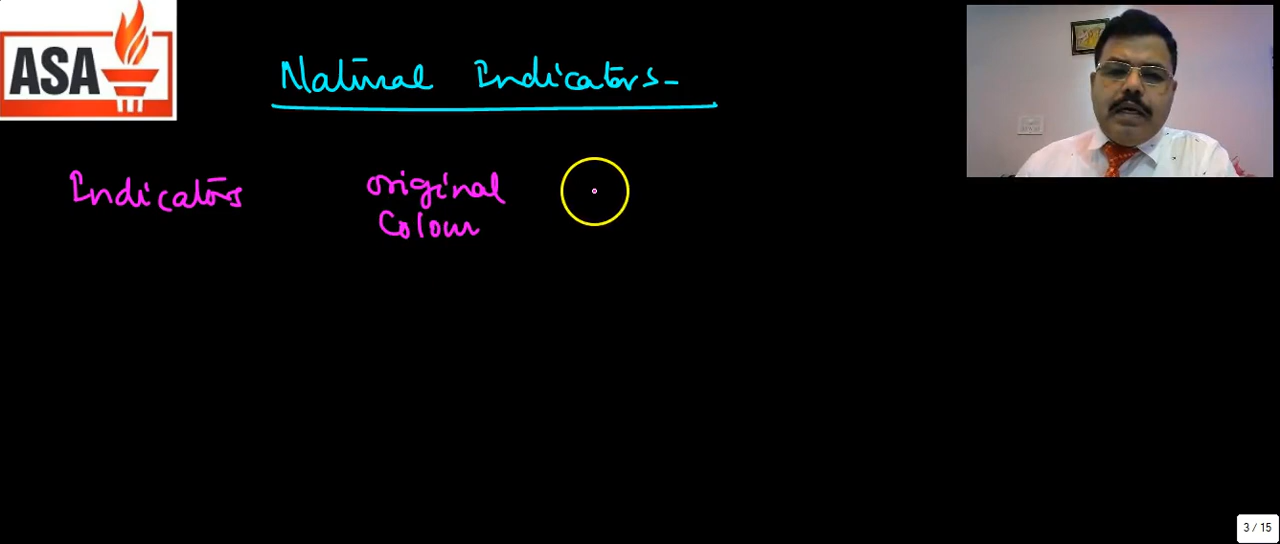 ASA
Natural Indicators-
Indicators
original
Colour
3 / 15